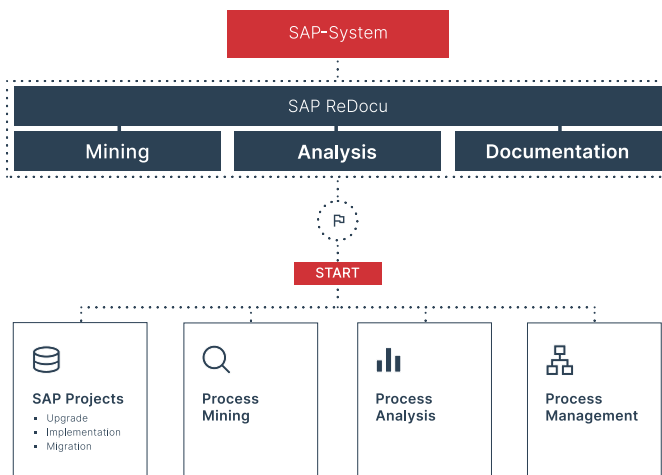 SAP-System
SAP ReDocu
Mining
Analysis
Documentation
START
SAP Projects
▪ Upgrade
▪ Implementation
▪ Migration
Process
Mining
Process
Analysis
Process
Management